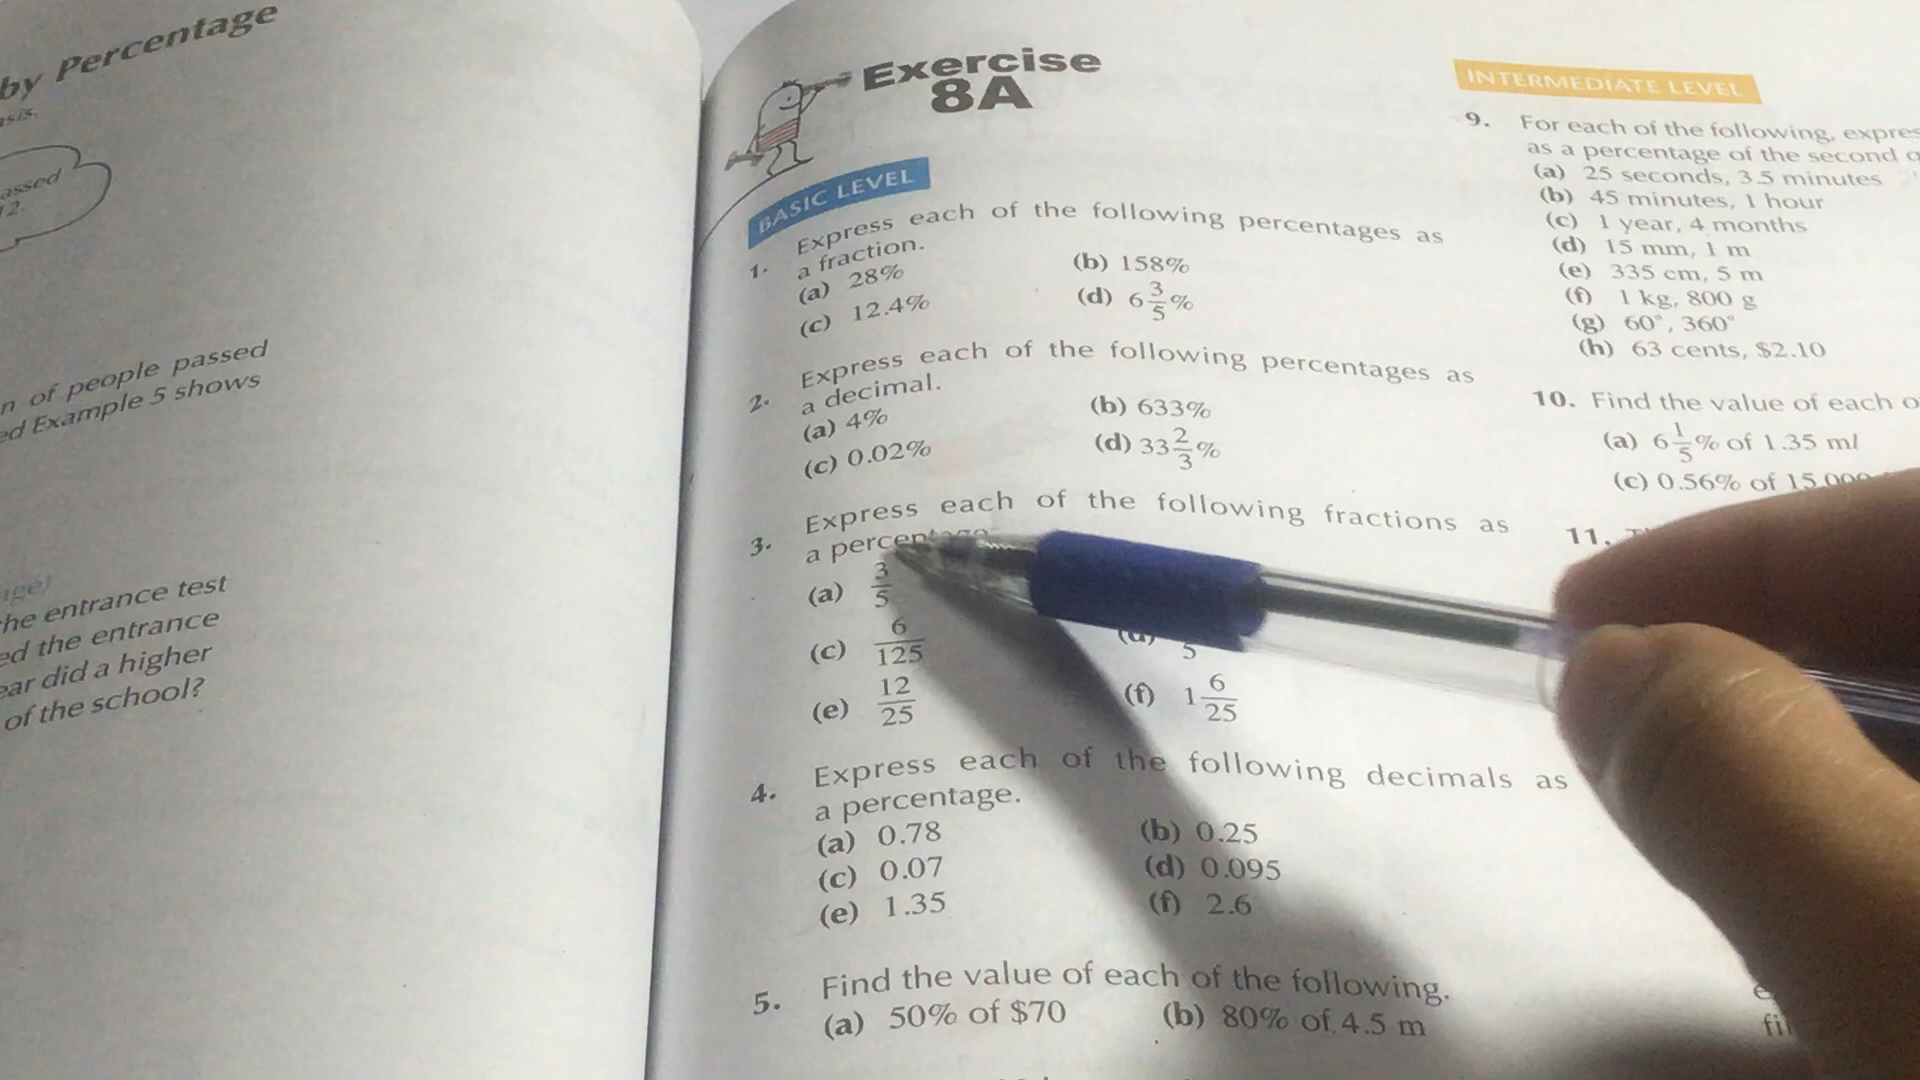 by Percentage
assed
12.
n of people passed
ed Example 5 shows
he entrance test
ed the entrance
ear did a higher
of the school?
Exercise
8A
BASIC LEVEL
1. Express each of the following percentages as
a fraction.
(a) 28% (b) 158%
(c) 12.4% (d) 6 3/5 %
2. Express each of the following percentages as
a decimal.
(a) 4% (b) 633%
(c) 0.02% (d) 33 2/3 %
3. Express each of the following fractions as
a percentage
(a) 3/5
(c) 6/125 (d) 5
(e) 12/25 (f) 1 6/25
4. Express each of the following decimals as
a percentage.
(a) 0.78 (b) 0.25
(c) 0.07 (d) 0.095
(e) 1.35 (f) 2.6
5. Find the value of each of the following.
(a) 50% of $70 (b) 80% of 4.5 m
INTERMEDIATE LEVEL
9. For each of the following, expres
as a percentage of the second
(a) 25 seconds, 3.5 minutes
(b) 45 minutes, 1 hour
(c) 1 year, 4 months
(d) 15 mm, 1 m
(e) 335 cm, 5 m
(f) 1 kg, 800 g
(g) 60°, 360°
(h) 63 cents, $2.10
10. Find the value of each o
(a) 6 1/5 % of 1.35 ml
(c) 0.56% of 15 000
11.